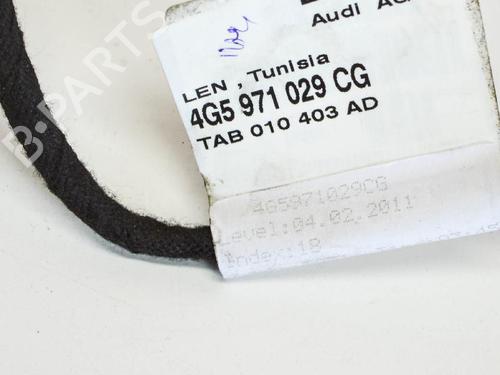 Audi AG
LEN , Tunisia
4G5 971 029 CG
TAB 010 403 AD
4G5971029CG
Level:04.02.2011
Index:18
B-PARTS